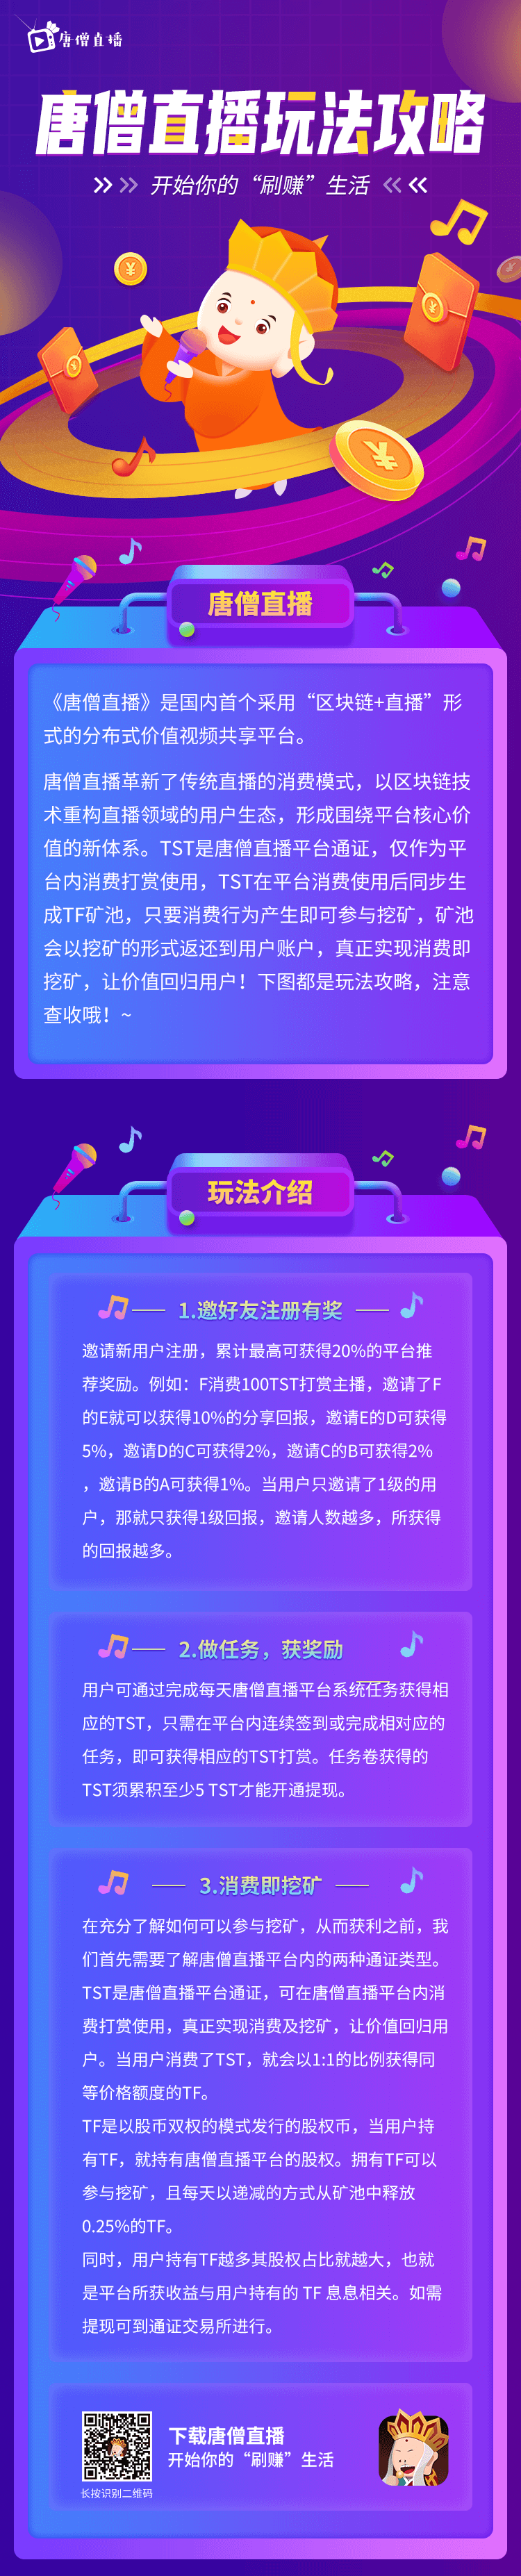 唐僧直播
唐僧直播玩法攻略
开始你的“刷赚”生活
唐僧直播
《唐僧直播》是国内首个采用“区块链+直播”形
式的分布式价值视频共享平台。
唐僧直播革新了传统直播的消费模式，以区块链技
术重构直播领域的用户生态，形成围绕平台核心价
值的新体系。TST是唐僧直播平台通证，仅作为平
台内消费打赏使用，TST在平台消费使用后同步生
成TF矿池，只要消费行为产生即可参与挖矿，矿池
会以挖矿的形式返还到用户账户，真正实现消费即
挖矿，让价值回归用户！下图都是玩法攻略，注意
查收哦！~
玩法介绍
1.邀好友注册有奖
邀请新用户注册，累计最高可获得20%的平台推
荐奖励。例如：F消费100TST打赏主播，邀请了F
的E就可以获得10%的分享回报，邀请E的D可获得
5%，邀请D的C可获得2%，邀请C的B可获得2%
，邀请B的A可获得1%。当用户只邀请了1级的用
户，那就只获得1级回报，邀请人数越多，所获得
的回报越多。
2.做任务，获奖励
用户可通过完成每天唐僧直播平台系统任务获得相
应的TST，只需在平台内连续签到或完成相对应的
任务，即可获得相应的TST打赏。任务卷获得的
TST须累积至少5 TST才能开通提现。
3.消费即挖矿
在充分了解如何可以参与挖矿，从而获利之前，我
们首先需要了解唐僧直播平台内的两种通证类型。
TST是唐僧直播平台通证，可在唐僧直播平台内消
费打赏使用，真正实现消费及挖矿，让价值回归用
户。当用户消费了TST，就会以1:1的比例获得同
等价格额度的TF。
TF是以股币双权的模式发行的股权币，当用户持
有TF，就持有唐僧直播平台的股权。拥有TF可以
参与挖矿，且每天以递减的方式从矿池中释放
0.25%的TF。
同时，用户持有TF越多其股权占比就越大，也就
是平台所获收益与用户持有的 TF 息息相关。如需
提现可到通证交易所进行。
下载唐僧直播
开始你的“刷赚”生活
长按识别二维码